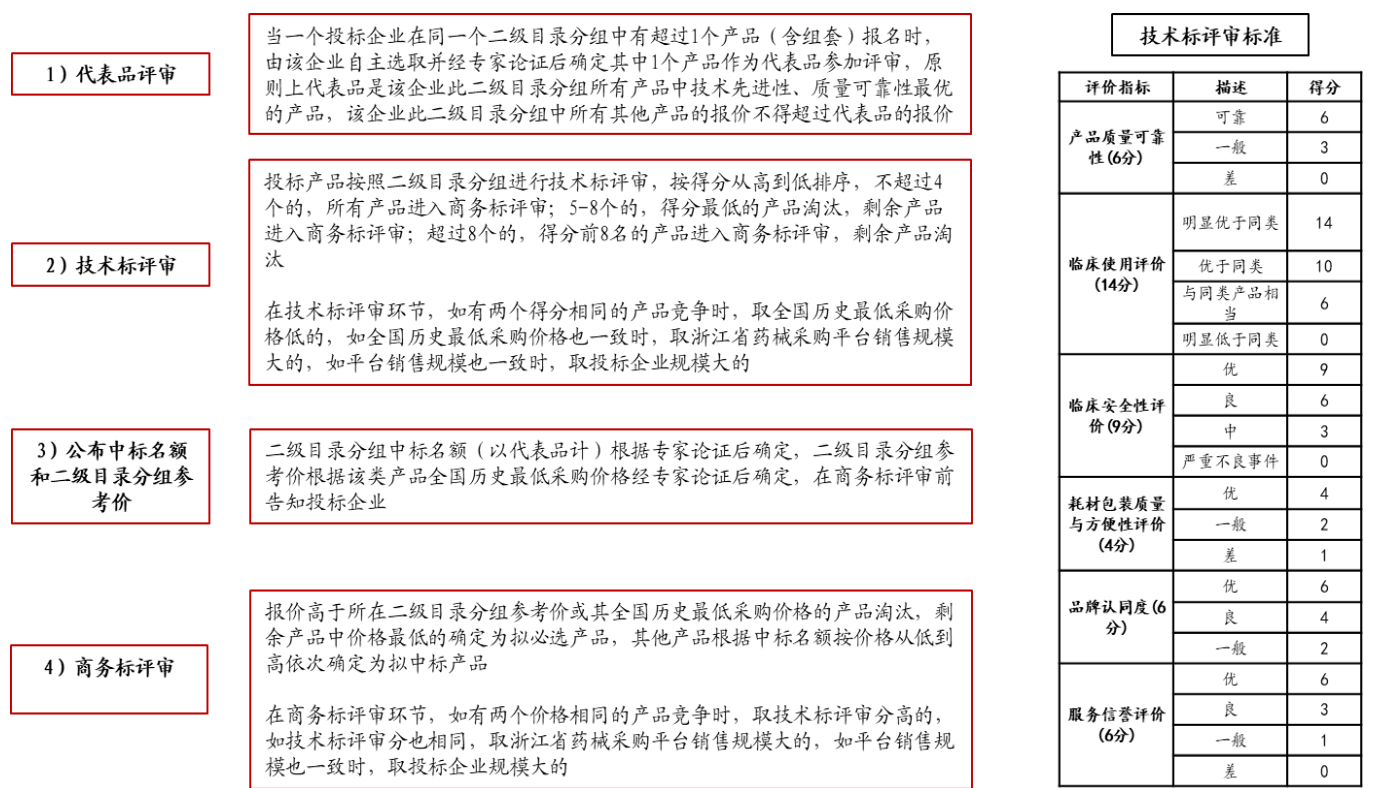 1）代表品评审
当一个投标企业在同一个二级目录分组中有超过1个产品（含组套）报名时，
由该企业自主选取并经专家论证后确定其中1个产品作为代表品参加评审，原
则上代表品是该企业此二级目录分组所有产品中技术先进性、质量可靠性最优
的产品，该企业此二级目录分组中所有其他产品的报价不得超过代表品的报价
2）技术标评审
投标产品按照二级目录分组进行技术标评审，按得分从高到低排序，不超过4
个的，所有产品进入商务标评审；5-8个的，得分最低的产品淘汰，剩余产品
进入商务标评审；超过8个的，得分前8名的产品进入商务标评审，剩余产品淘
汰
在技术标评审环节，如有两个得分相同的产品竞争时，取全国历史最低采购价
格低的，如全国历史最低采购价格也一致时，取浙江省药械采购平台销售规模
大的，如平台销售规模也一致时，取投标企业规模大的
3）公布中标名额
和二级目录分组参
考价
二级目录分组中标名额（以代表品计）根据专家论证后确定，二级目录分组参
考价根据该类产品全国历史最低采购价格经专家论证后确定，在商务标评审前
告知投标企业
4）商务标评审
报价高于所在二级目录分组参考价或其全国历史最低采购价格的产品淘汰，剩
余产品中价格最低的确定为拟必选产品，其他产品根据中标名额按价格从低到
高依次确定为拟中标产品
在商务标评审环节，如有两个价格相同的产品竞争时，取技术标评审分高的，
如技术标评审分也相同，取浙江省药械采购平台销售规模大的，如平台销售规
模也一致时，取投标企业规模大的
技术标评审标准
评价指标 描述 得分
产品质量可靠
性(6分)
可靠 6
一般 3
差 0
临床使用评价
(14分)
明显优于同类 14
优于同类 10
与同类产品相
当 6
明显低于同类 0
临床安全性评
价(9分)
优 9
良 6
中 3
严重不良事件 0
耗材包装质量
与方便性评价
(4分)
优 4
一般 2
差 1
品牌认同度(6
分)
优 6
良 4
一般 2
服务信誉评价
(6分)
优 6
良 3
一般 1
差 0